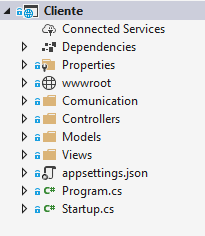 Cliente
Connected Services
Dependencies
Properties
wwwroot
Comunication
Controllers
Models
Views
appsettings.json
C# Program.cs
C# Startup.cs